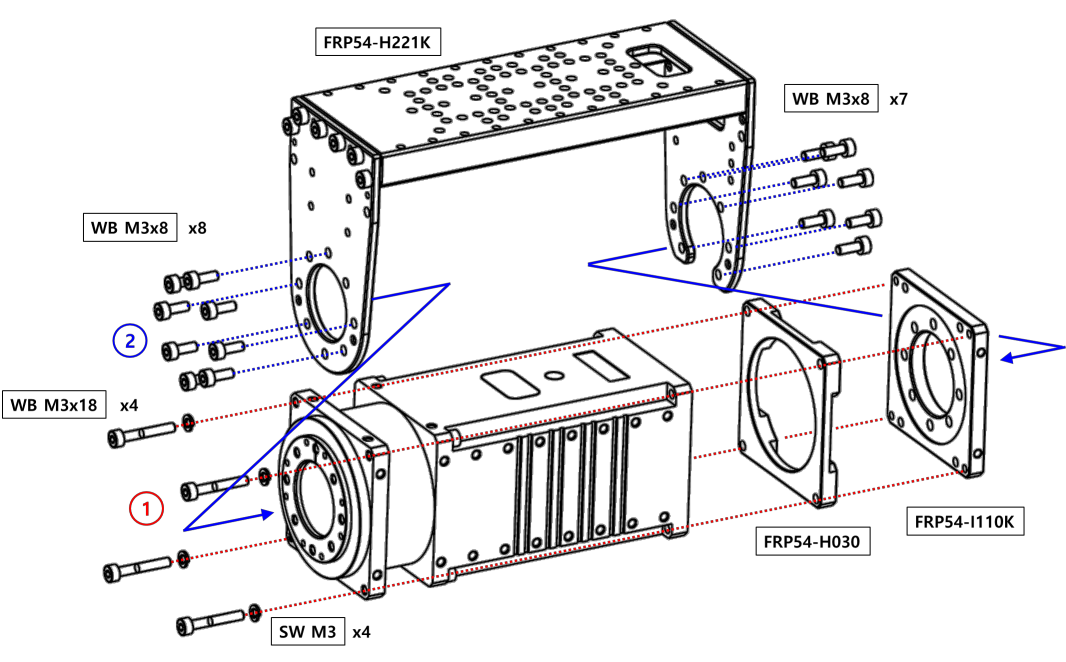 FRP54-H221K
WB M3x8 x7
WB M3x8 x8
2
WB M3x18 x4
1
FRP54-I110K
FRP54-H030
SW M3 x4